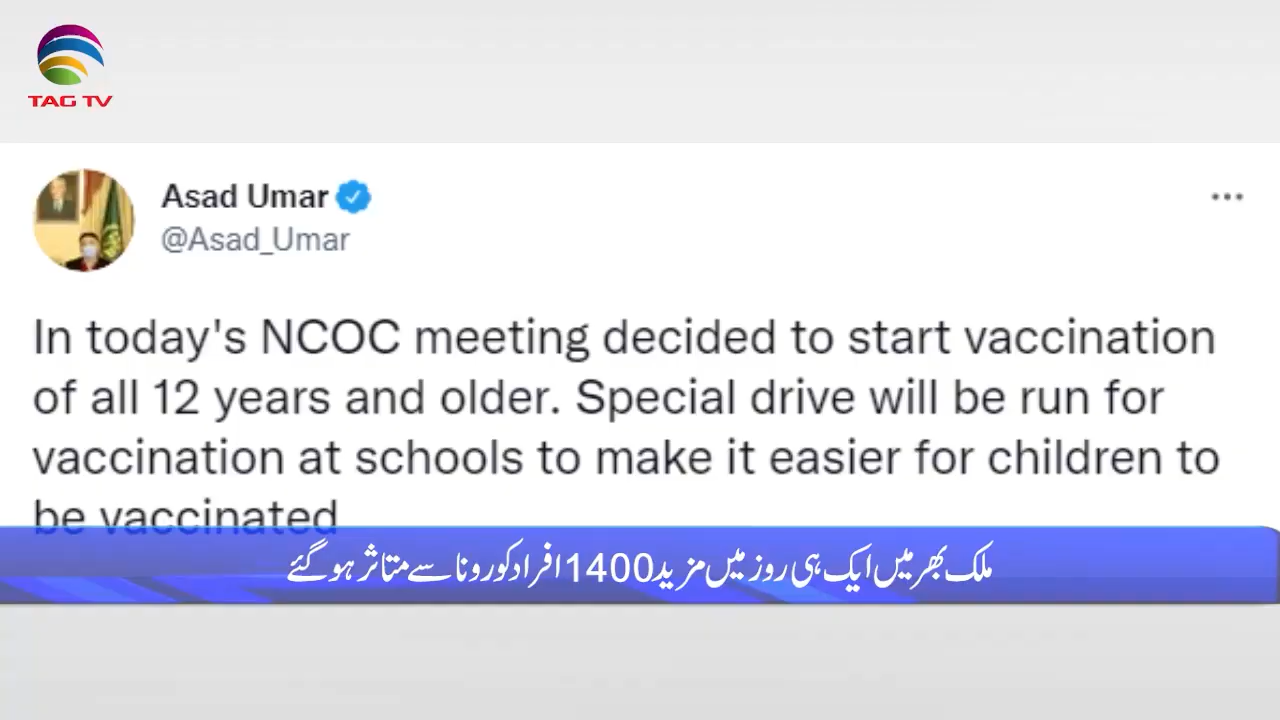 TAG TV
Asad Umar
@Asad_Umar
In today's NCOC meeting decided to start vaccination
of all 12 years and older. Special drive will be run for
vaccination at schools to make it easier for children to
be vaccinated
ملک بھر میں ایک ہی روز میں مزید 1400 افراد کورونا سے متاثر ہو گئے